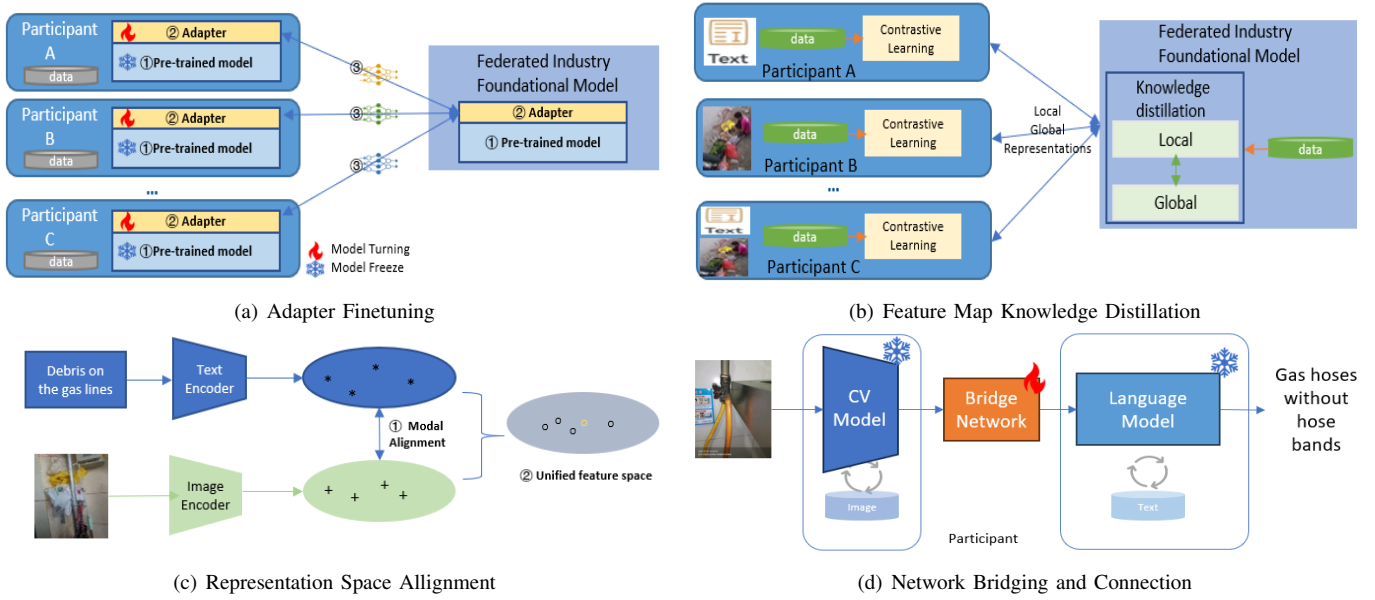 Participant
A
data
② Adapter
①Pre-trained model
Participant
B
data
② Adapter
①Pre-trained model
...
Participant
C
data
② Adapter
①Pre-trained model
③
③
③
Federated Industry
Foundational Model
② Adapter
① Pre-trained model
Model Turning
Model Freeze
(a) Adapter Finetuning
Text
data
Contrastive
Learning
Participant A
data
Contrastive
Learning
Participant B
...
Text
data
Contrastive
Learning
Participant C
Local
Global
Representations
Federated Industry
Foundational Model
Knowledge
distillation
Local
Global
data
(b) Feature Map Knowledge Distillation
Debris on
the gas lines
Text
Encoder
① Modal
Alignment
Image
Encoder
② Unified feature space
(c) Representation Space Allignment
CV
Model
Image
Bridge
Network
Language
Model
Text
Participant
Gas hoses
without
hose
bands
(d) Network Bridging and Connection